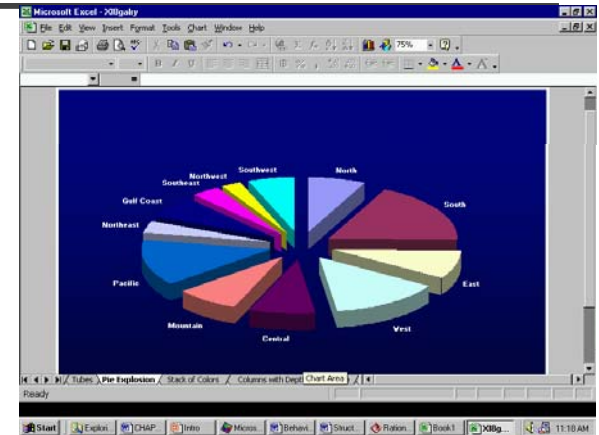 Microsoft Excel - Xl8galry
File Edit View Insert Format Tools Chart Window Help
75%
B I U
Southwest
North
Northwest
Southeast
Gulf Coast
South
Northeast
Pacific
East
Mountain
Central
West
Tubes Pie Explosion Stack of Colors Columns with Dept Chart Area
Ready
Start Explori... CHAP... Intro Micros... Behavi... Struct... Ration... Book1 Xl8g... 11:10 AM